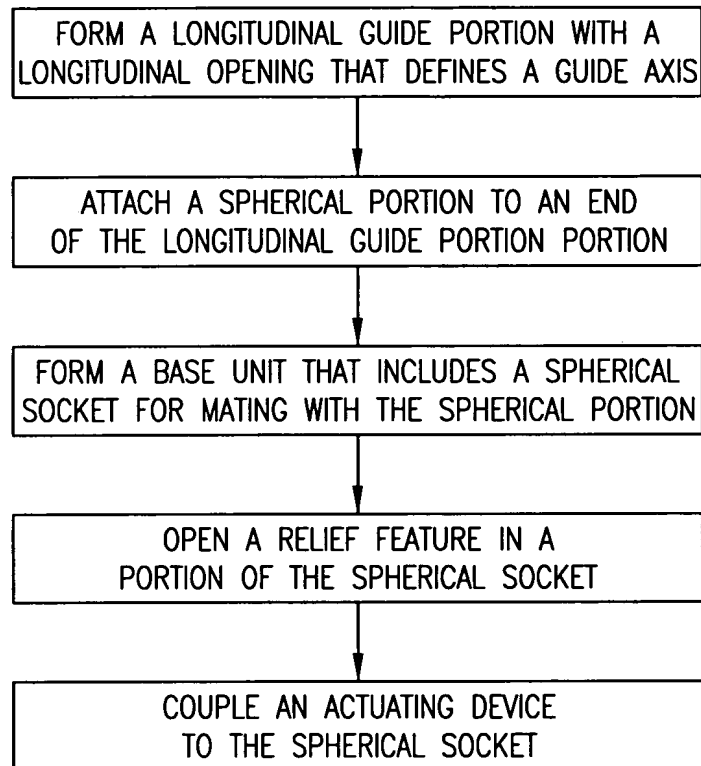 FORM A LONGITUDINAL GUIDE PORTION WITH A
LONGITUDINAL OPENING THAT DEFINES A GUIDE AXIS
ATTACH A SPHERICAL PORTION TO AN END
OF THE LONGITUDINAL GUIDE PORTION PORTION
FORM A BASE UNIT THAT INCLUDES A SPHERICAL
SOCKET FOR MATING WITH THE SPHERICAL PORTION
OPEN A RELIEF FEATURE IN A
PORTION OF THE SPHERICAL SOCKET
COUPLE AN ACTUATING DEVICE
TO THE SPHERICAL SOCKET